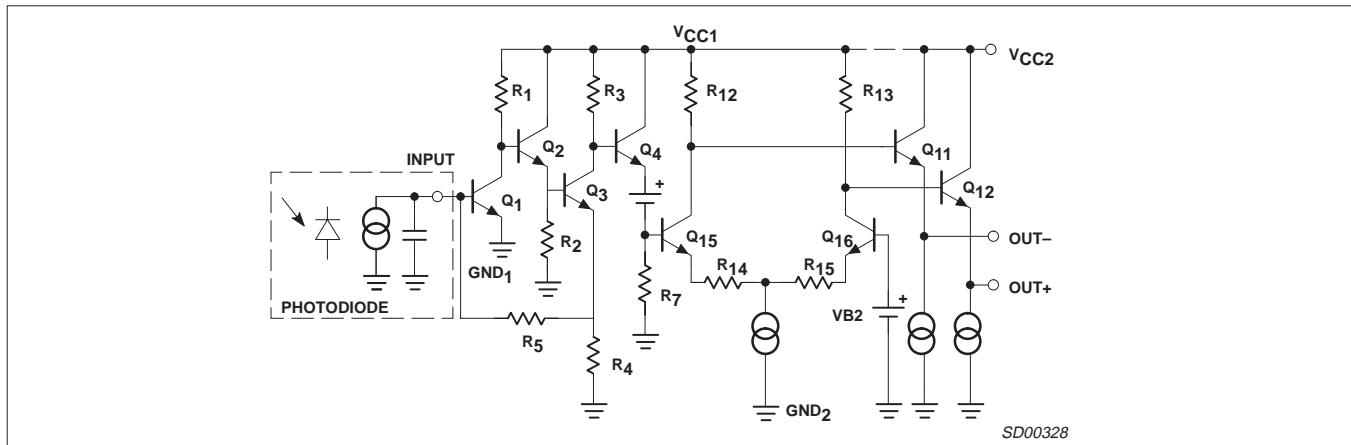 VCC1
VCC2
R1
R3
R12
R13
INPUT
Q2
Q4
Q11
Q12
Q1
Q3
Q15
Q16
R2
GND1
R14
R15
OUT–
R7
PHOTODIODE
VB2
OUT+
R5
R4
GND2
+
+
SD00328